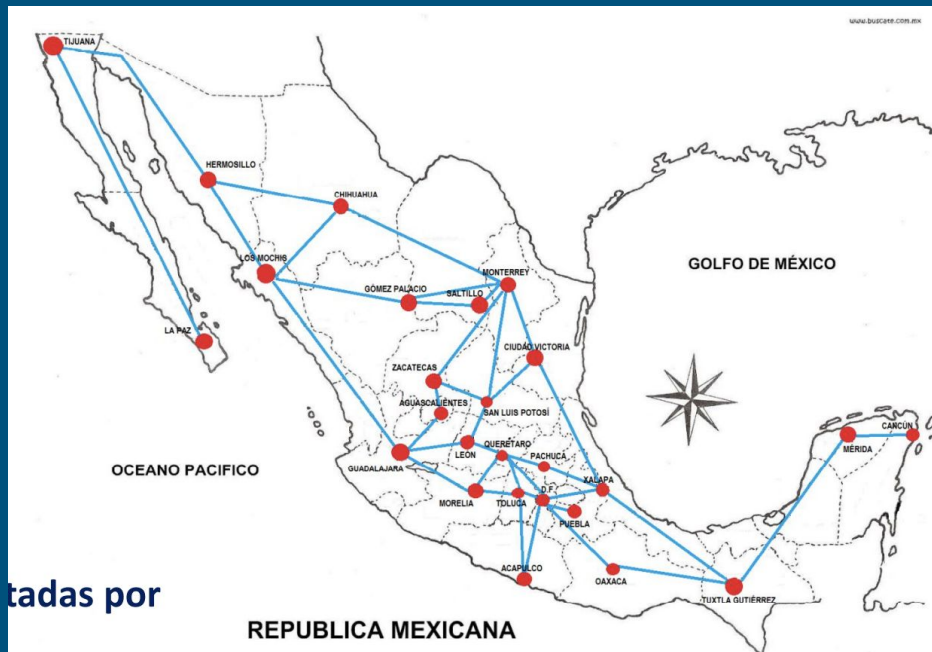 www.buscate.com.mx
TIJUANA
HERMOSILLO
CHIHUAHUA
LOS MOCHIS
GÓMEZ PALACIO
SALTILLO
MONTERREY
GOLFO DE MÉXICO
LA PAZ
CIUDAD VICTORIA
ZACATECAS
AGUASCALIENTES
SAN LUIS POTOSÍ
CANCÚN
MÉRIDA
QUERETARO
LEÓN
PACHUCA
GUADALAJARA
OCEANO PACIFICO
XALAPA
D.F.
MORELIA
TOLUCA
PUEBLA
ACAPULCO
OAXACA
TUXTLA GUTIÉRREZ
tadas por
REPUBLICA MEXICANA